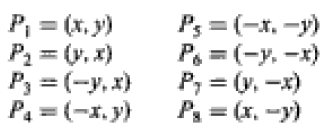 P₁ = (x, y) P₅ = (-x, -y)
P₂ = (y, x) P₆ = (-y, -x)
P₃ = (-y, x) P₇ = (y, -x)
P₄ = (-x, y) P₈ = (x, -y)